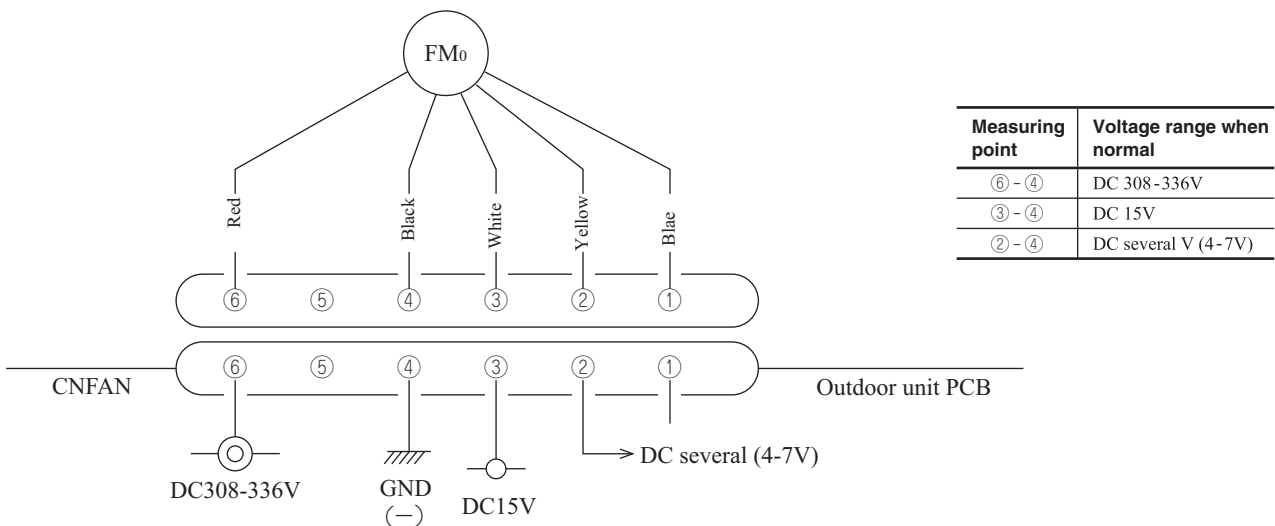 FM0
Red
Black
White
Yellow
Blae
⑥ ⑤ ④ ③ ② ①
⑥ ⑤ ④ ③ ② ①
CNFAN
Outdoor unit PCB
DC308-336V
GND
(−)
DC15V
DC several (4-7V)
Measuring point
Voltage range when normal
⑥-④ DC 308-336V
③-④ DC 15V
②-④ DC several V (4-7V)